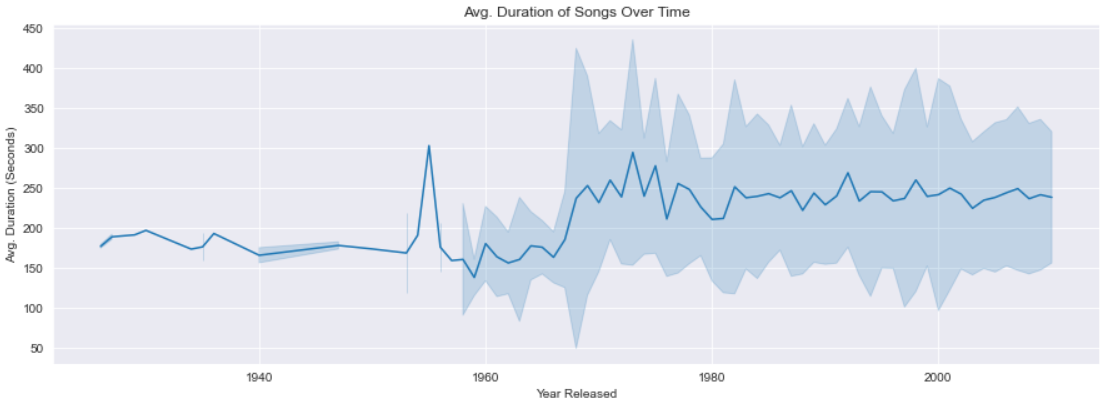 Avg. Duration of Songs Over Time
450
400
350
300
250
200
150
100
50
Avg. Duration (Seconds)
1940 1960 1980 2000
Year Released